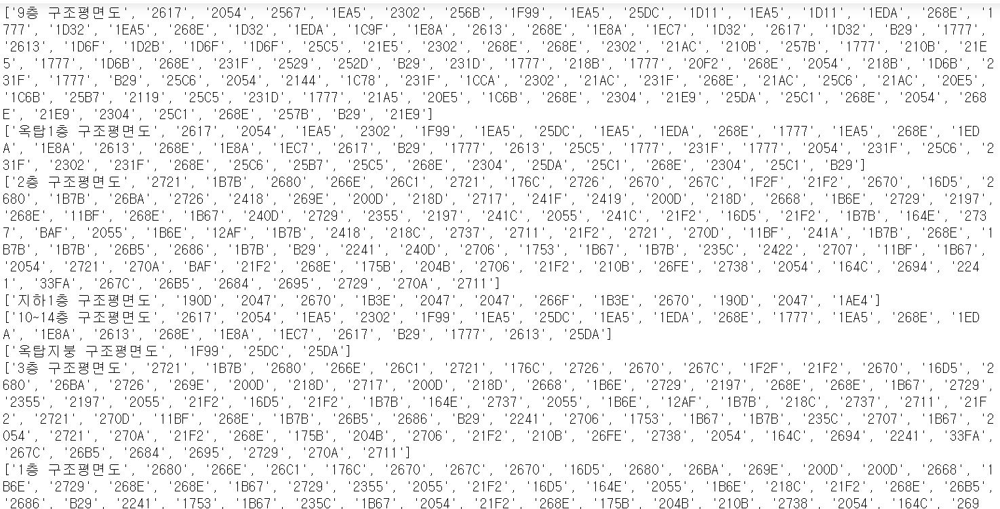 ['9층 구조평면도', '2617', '2054', '2567', '1EA5', '2302', '256B', '1F99', '1EA5', '25DC', '1D11', '1EA5', '1D11', '1EDA', '268E', '1
777', '1D32', '1EA5', '268E', '1D32', '1EDA', '1C9F', '1E8A', '2613', '268E', '1E8A', '1EC7', '1D32', '2617', '1D32', 'B29', '1777',
'2613', '1D6F', '1D2B', '1D6F', '1D6F', '25C5', '21E5', '2302', '268E', '268E', '2302', '21AC', '210B', '257B', '1777', '210B', '21E
5', '1777', '1D6B', '268E', '231F', '2529', '252D', 'B29', '231D', '1777', '218B', '1777', '20F2', '268E', '2054', '218B', '1D6B', '2
31F', '1777', 'B29', '25C6', '2054', '2144', '1C78', '231F', '1CCA', '2302', '21AC', '231F', '268E', '21AC', '25C6', '21AC', '20E5',
'1C6B', '25B7', '2119', '25C5', '231D', '1777', '21A5', '20E5', '1C6B', '268E', '2304', '21E9', '25DA', '25C1', '268E', '2054', '268
E', '21E9', '2304', '25C1', '268E', '257B', 'B29', '21E9']
['옥탑1층 구조평면도', '2617', '2054', '1EA5', '2302', '1F99', '1EA5', '25DC', '1EA5', '1EDA', '268E', '1777', '1EA5', '268E', '1ED
A', '1E8A', '2613', '268E', '1E8A', '1EC7', '2617', 'B29', '1777', '2613', '25C5', '1777', '231F', '1777', '2054', '231F', '25C6', '2
31F', '2302', '231F', '268E', '25C6', '25B7', '25C5', '268E', '2304', '25DA', '25C1', '268E', '2304', '25C1', 'B29']
['2층 구조평면도', '2721', '1B7B', '2680', '266E', '26C1', '2721', '176C', '2726', '2670', '267C', '1F2F', '21F2', '2670', '16D5', '2
680', '1B7B', '26BA', '2726', '2418', '269E', '200D', '218D', '2717', '241F', '2419', '200D', '218D', '2668', '1B6E', '2729', '2197',
'268E', '11BF', '268E', '1B67', '240D', '2729', '2355', '2197', '241C', '2055', '241C', '21F2', '16D5', '21F2', '1B7B', '164E', '273
7', 'BAF', '2055', '1B6E', '12AF', '1B7B', '2418', '218C', '2737', '2711', '21F2', '2721', '270D', '11BF', '241A', '1B7B', '268E', '1
B7B', '1B7B', '26B5', '2686', '1B7B', 'B29', '2241', '240D', '2706', '1753', '1B67', '1B7B', '235C', '2422', '2707', '11BF', '1B67',
'2054', '2721', '270A', 'BAF', '21F2', '268E', '175B', '204B', '2706', '21F2', '210B', '26FE', '2738', '2054', '164C', '2694', '224
1', '33FA', '267C', '26B5', '2684', '2695', '2729', '270A', '2711']
['지하1층 구조평면도', '190D', '2047', '2670', '1B3E', '2047', '2047', '266F', '1B3E', '2670', '190D', '2047', '1AE4']
['10~14층 구조평면도', '2617', '2054', '1EA5', '2302', '1F99', '1EA5', '25DC', '1EA5', '1EDA', '268E', '1777', '1EA5', '268E', '1ED
A', '1E8A', '2613', '268E', '1E8A', '1EC7', '2617', 'B29', '1777', '2613', '25DA']
['옥탑지붕 구조평면도', '1F99', '25DC', '25DA']
['3층 구조평면도', '2721', '1B7B', '2680', '266E', '26C1', '2721', '176C', '2726', '2670', '267C', '1F2F', '21F2', '2670', '16D5', '2
680', '26BA', '2726', '269E', '200D', '218D', '2717', '200D', '218D', '2668', '1B6E', '2729', '2197', '268E', '268E', '1B67', '2729',
'2355', '2197', '2055', '21F2', '16D5', '21F2', '1B7B', '164E', '2737', '2055', '1B6E', '12AF', '1B7B', '218C', '2737', '2711', '21F
2', '2721', '270D', '11BF', '268E', '1B7B', '26B5', '2686', 'B29', '2241', '2706', '1753', '1B67', '1B7B', '235C', '2707', '1B67', '2
054', '2721', '270A', '21F2', '268E', '175B', '204B', '2706', '21F2', '210B', '26FE', '2738', '2054', '164C', '2694', '2241', '33FA',
'267C', '26B5', '2684', '2695', '2729', '270A', '2711']
['1층 구조평면도', '2680', '266E', '26C1', '176C', '2670', '267C', '2670', '16D5', '2680', '26BA', '269E', '200D', '200D', '2668', '1
B6E', '2729', '268E', '268E', '1B67', '2729', '2355', '2055', '21F2', '16D5', '164E', '2055', '1B6E', '218C', '21F2', '268E', '26B5',
'2686', 'B29', '2241', '1753', '1B67', '235C', '1B67', '2054', '21F2', '268E', '175B', '204B', '210B', '2738', '2054', '164C', '269